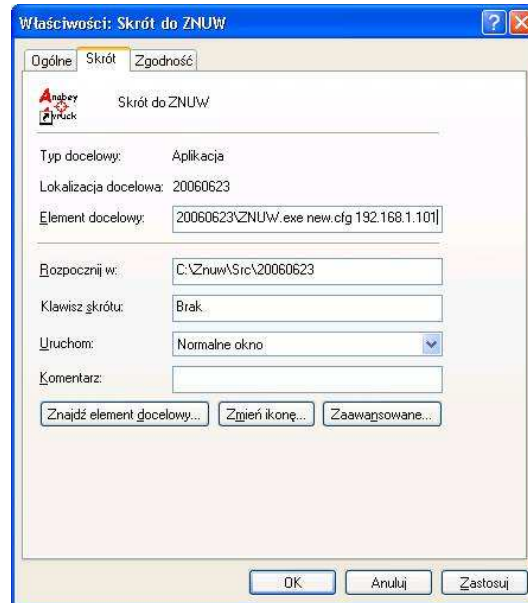 Właściwości: Skrót do ZNUW
Ogólne Skrót Zgodność
Skrót do ZNUW
Typ docelowy: Aplikacja
Lokalizacja docelowa: 20060623
Element docelowy: 20060623\ZNUW.exe new.cfg 192.168.1.101
Rozpocznij w: C:\Znuw\Src\20060623
Klawisz skrótu: Brak
Uruchom: Normalne okno
Komentarz:
Znajdź element docelowy... Zmień ikonę... Zaawansowane...
OK Anuluj Zastosuj